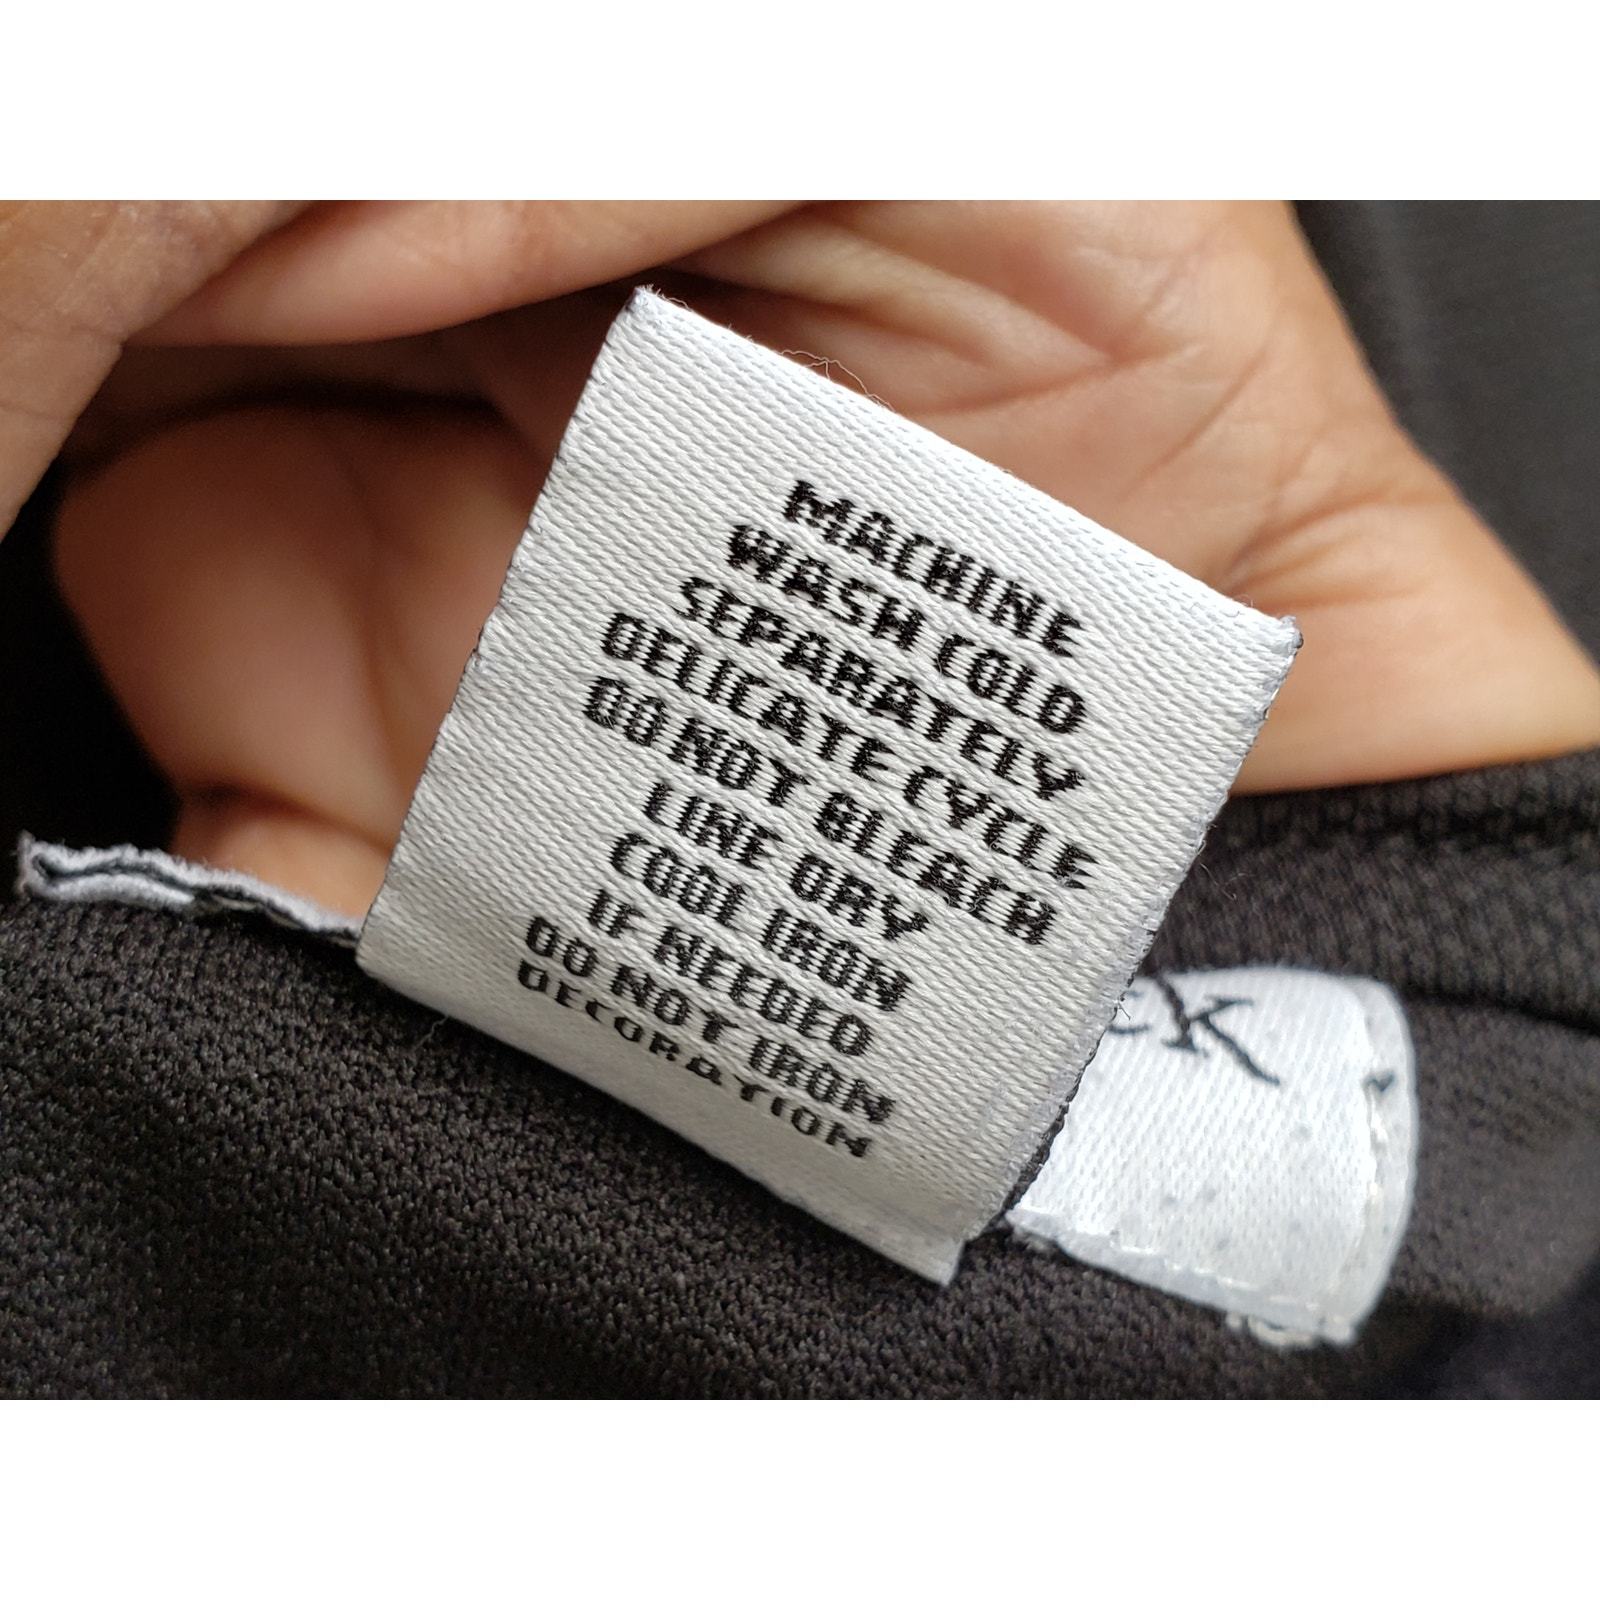 MACHINE
WASH COLD
SEPARATELY
DELICATE CYCLE
DO NOT BLEACH
LINE DRY
COOL IRON
IF NEEDED
DO NOT IRON
DECORATION